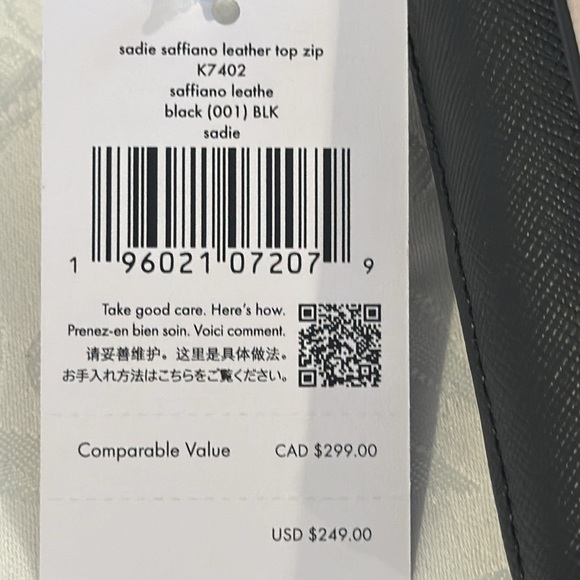 sadie saffiano leather top zip
K7402
saffiano leathe
black (001) BLK
sadie
1 96021 07207 9
Take good care. Here's how.
Prenez-en bien soin. Voici comment.
请妥善维护。这里是具体做法。
お手入れ方法はこちらをご覧ください。
Comparable Value CAD $299.00
USD $249.00